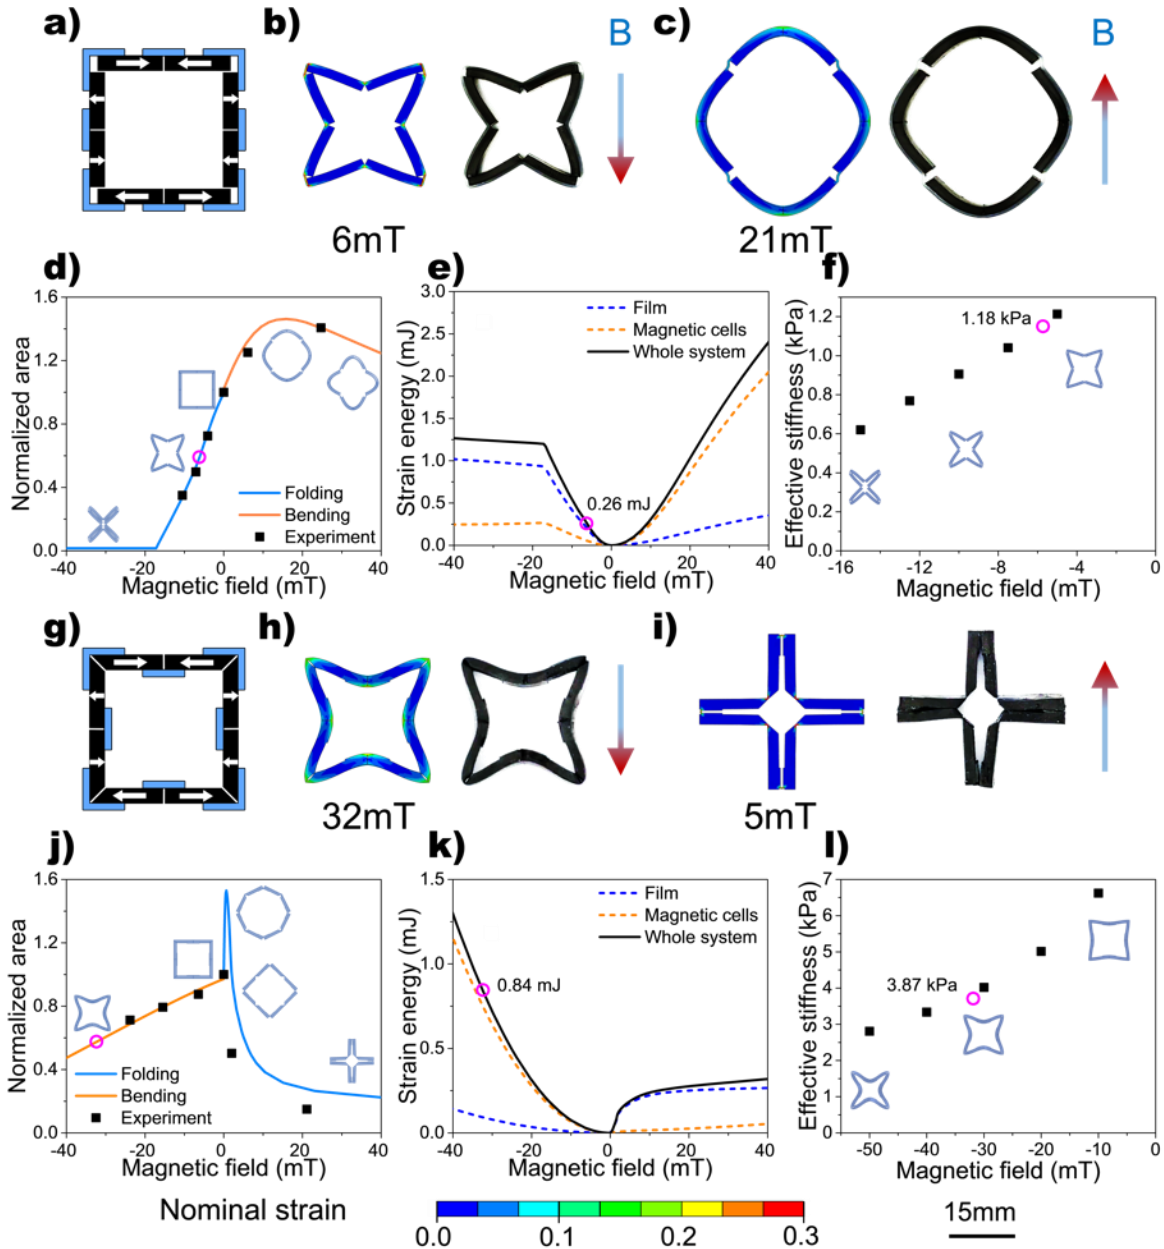 a)
b)
B
c)
B
6mT
21mT
d)
Normalized area
1.6
1.2
0.8
0.4
0.0
-40
-20
0
20
40
Magnetic field (mT)
Folding
Bending
Experiment
e)
Strain energy (mJ)
3.0
2.5
2.0
1.5
1.0
0.5
0.0
-40
-20
0
20
40
Magnetic field (mT)
Film
Magnetic cells
Whole system
0.26 mJ
f)
Effective stiffness (kPa)
1.2
1.0
0.8
0.6
0.4
0.2
0.0
-16
-12
-8
-4
0
Magnetic field (mT)
1.18 kPa
g)
h)
i)
32mT
5mT
j)
Normalized area
1.6
1.2
0.8
0.4
0.0
-40
-20
0
20
40
Magnetic field (mT)
Folding
Bending
Experiment
k)
Strain energy (mJ)
1.5
1.0
0.5
0.0
-40
-20
0
20
40
Magnetic field (mT)
Film
Magnetic cells
Whole system
0.84 mJ
l)
Effective stiffness (kPa)
7
6
5
4
3
2
1
0
-50
-40
-30
-20
-10
0
Magnetic field (mT)
3.87 kPa
Nominal strain
0.0
0.1
0.2
0.3
15mm